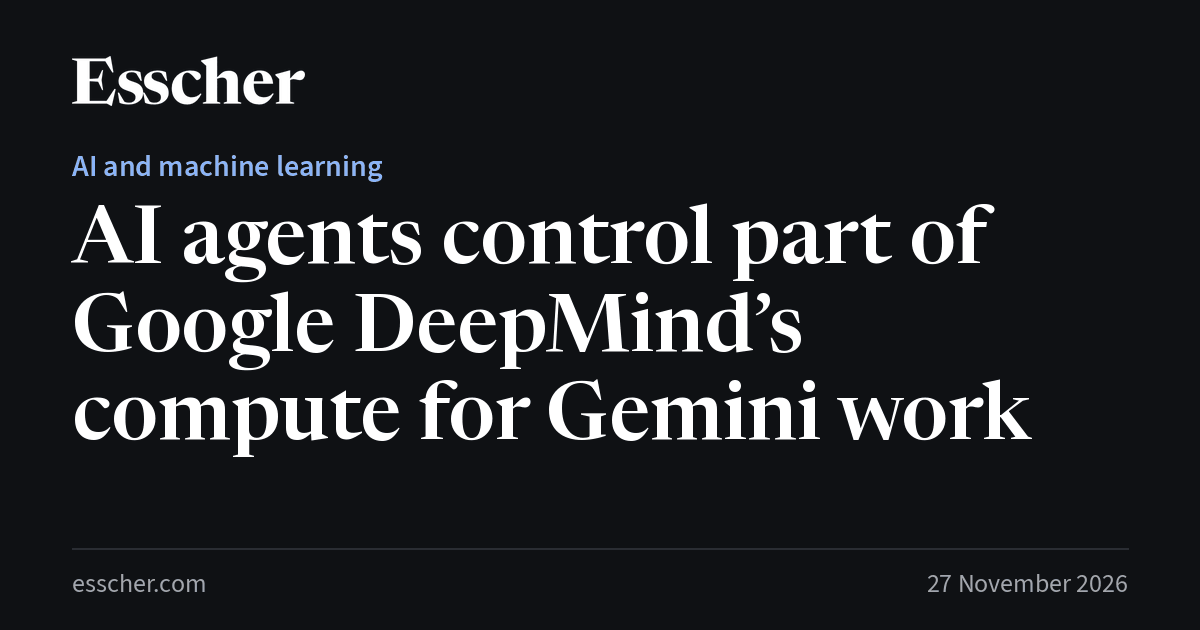 Esscher
AI and machine learning
AI agents control part of
Google DeepMind’s
compute for Gemini work
esscher.com
27 November 2026